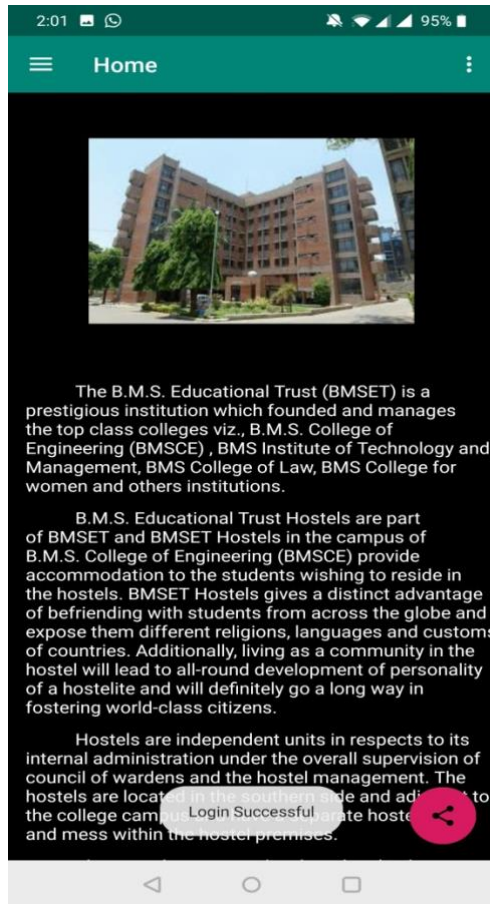 2:01
95%
Home
The B.M.S. Educational Trust (BMSET) is a
prestigious institution which founded and manages
the top class colleges viz., B.M.S. College of
Engineering (BMSCE) , BMS Institute of Technology and
Management, BMS College of Law, BMS College for
women and others institutions.
B.M.S. Educational Trust Hostels are part
of BMSET and BMSET Hostels in the campus of
B.M.S. College of Engineering (BMSCE) provide
accommodation to the students wishing to reside in
the hostels. BMSET Hostels gives a distinct advantage
of befriending with students from across the globe and
expose them different religions, languages and customs
of countries. Additionally, living as a community in the
hostel will lead to all-round development of personality
of a hostelite and will definitely go a long way in
fostering world-class citizens.
Hostels are independent units in respects to its
internal administration under the overall supervision of
council of wardens and the hostel management. The
hostels are located in the southern side and to
the college
and mess within the hostel premises.
Login Successful